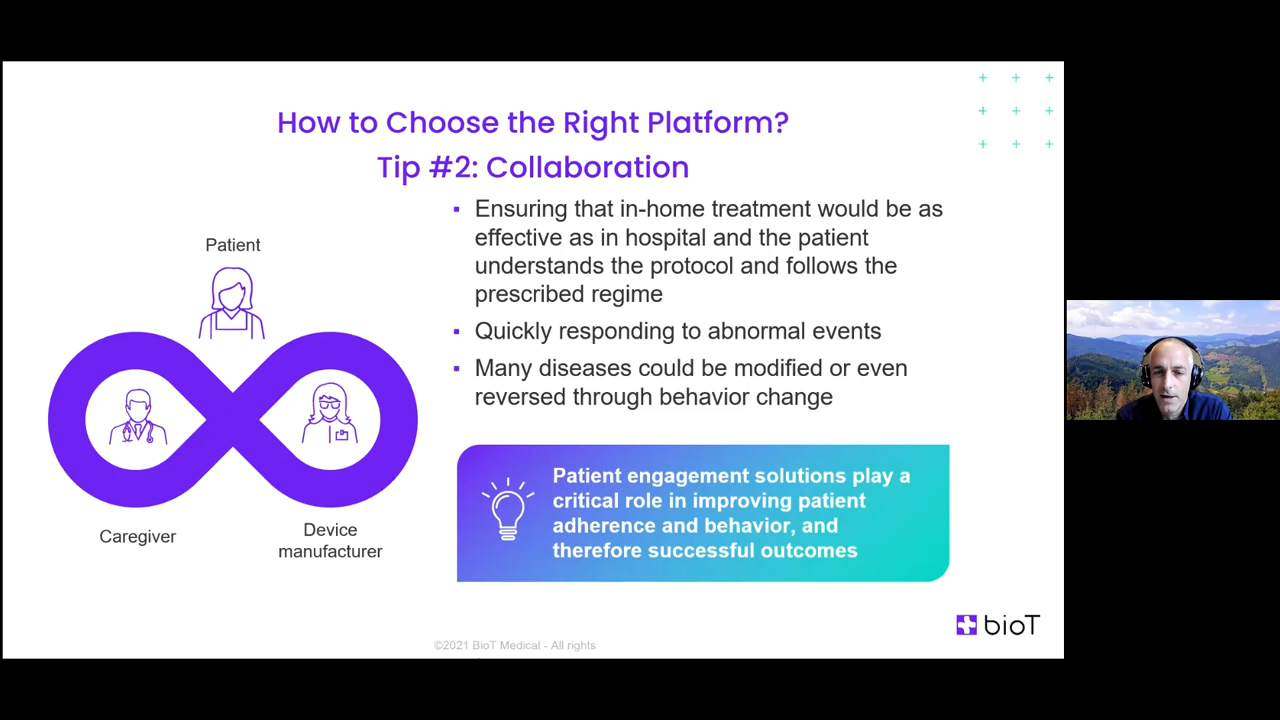 How to Choose the Right Platform?
Tip #2: Collaboration
▪ Ensuring that in-home treatment would be as
effective as in hospital and the patient
understands the protocol and follows the
prescribed regime
▪ Quickly responding to abnormal events
▪ Many diseases could be modified or even
reversed through behavior change
Patient
Caregiver
Device
manufacturer
Patient engagement solutions play a
critical role in improving patient
adherence and behavior, and
therefore successful outcomes
bioT
©2021 BioT Medical - All rights